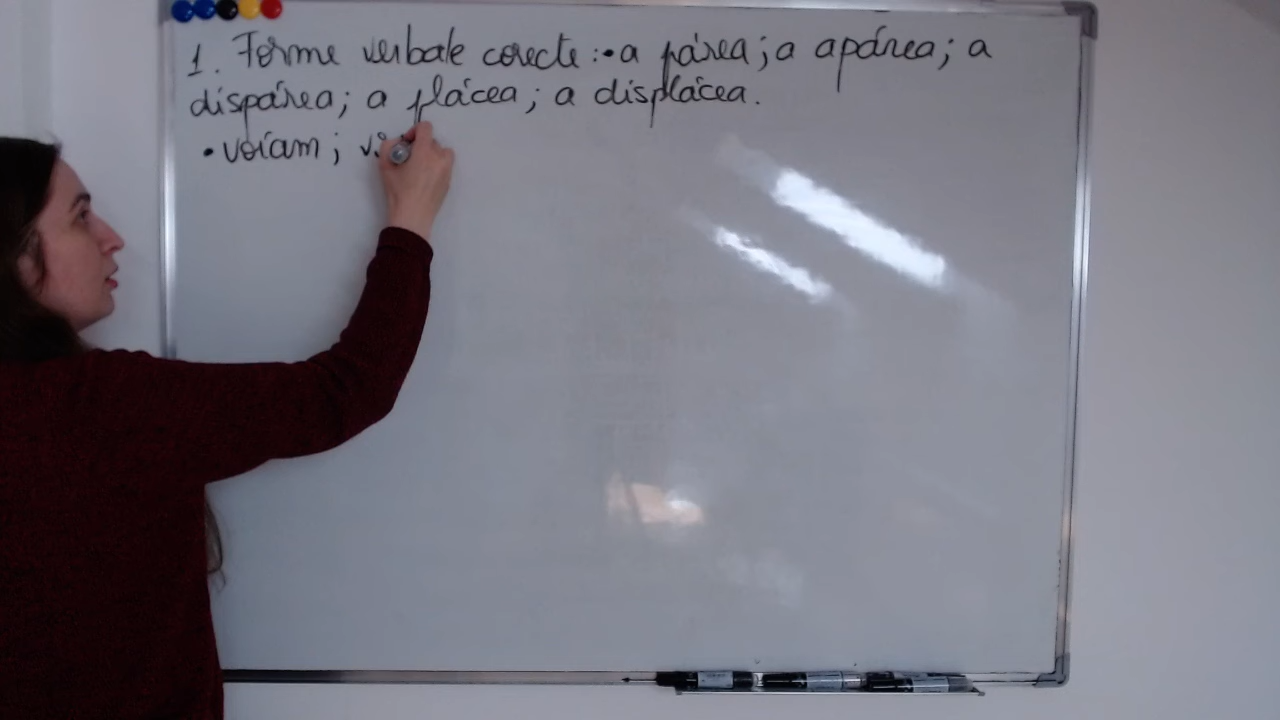 1. Forme verbale corecte: • a părea; a apărea; a
dispărea; a plăcea; a displăcea.
• voiam;